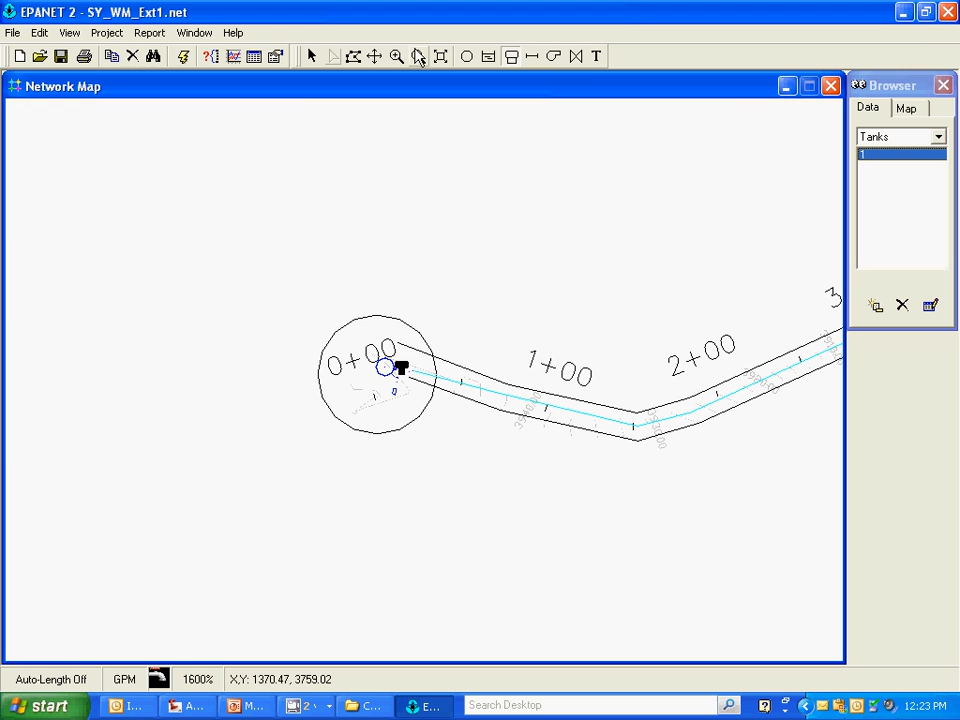 EPANET 2 - SY_WM_Ext1.net
File Edit View Project Report Window Help
T
Network Map
Browser
Data Map
Tanks
1
0+00
1+00
2+00
3
Auto-Length Off GPM 1600% X,Y: 1370.47, 3759.02
start I... A... M... 2 C... E... Search Desktop 12:23 PM